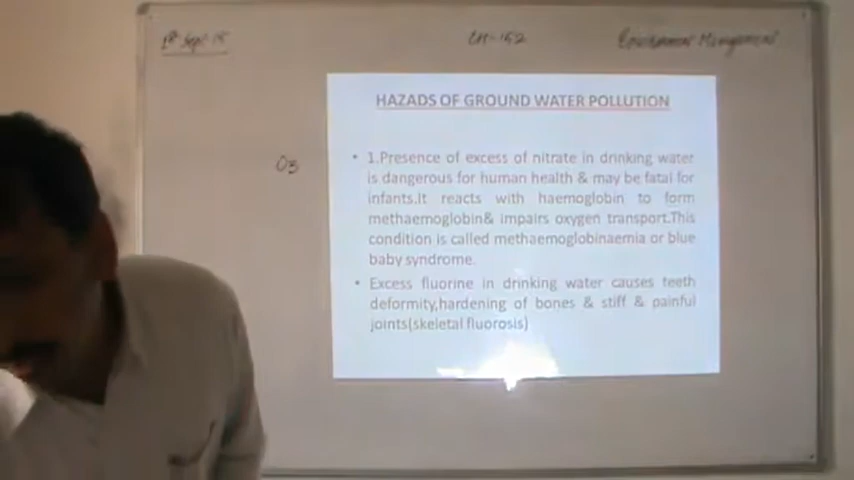 1st Sept 15
CH-152
Environment Management
O3
HAZADS OF GROUND WATER POLLUTION
• 1.Presence of excess of nitrate in drinking water
is dangerous for human health & may be fatal for
infants.It reacts with haemoglobin to form
methaemoglobin& impairs oxygen transport.This
condition is called methaemoglobinaemia or blue
baby syndrome.
• Excess fluorine in drinking water causes teeth
deformity,hardening of bones & stiff & painful
joints(skeletal fluorosis)